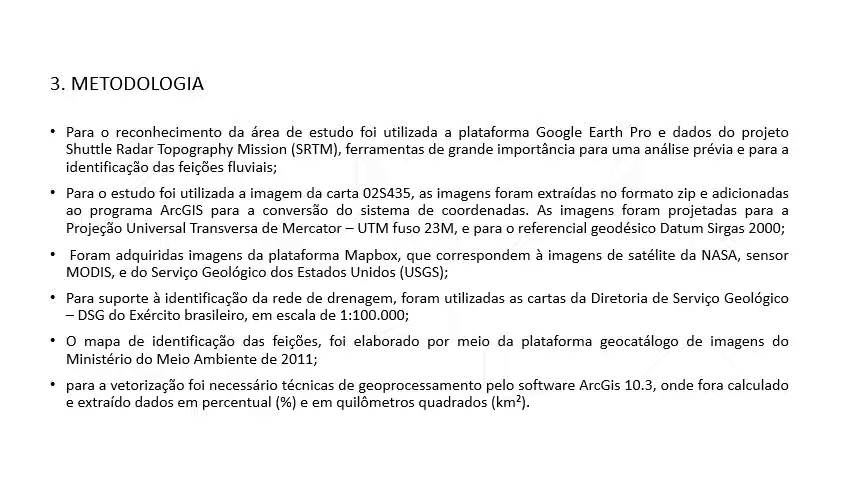 3. METODOLOGIA
• Para o reconhecimento da área de estudo foi utilizada a plataforma Google Earth Pro e dados do projeto
Shuttle Radar Topography Mission (SRTM), ferramentas de grande importância para uma análise prévia e para a
identificação das feições fluviais;
• Para o estudo foi utilizada a imagem da carta 02S435, as imagens foram extraídas no formato zip e adicionadas
ao programa ArcGIS para a conversão do sistema de coordenadas. As imagens foram projetadas para a
Projeção Universal Transversa de Mercator – UTM fuso 23M, e para o referencial geodésico Datum Sirgas 2000;
• Foram adquiridas imagens da plataforma Mapbox, que correspondem à imagens de satélite da NASA, sensor
MODIS, e do Serviço Geológico dos Estados Unidos (USGS);
• Para suporte à identificação da rede de drenagem, foram utilizadas as cartas da Diretoria de Serviço Geológico
– DSG do Exército brasileiro, em escala de 1:100.000;
• O mapa de identificação das feições, foi elaborado por meio da plataforma geocatálogo de imagens do
Ministério do Meio Ambiente de 2011;
• para a vetorização foi necessário técnicas de geoprocessamento pelo software ArcGis 10.3, onde fora calculado
e extraído dados em percentual (%) e em quilômetros quadrados (km²).